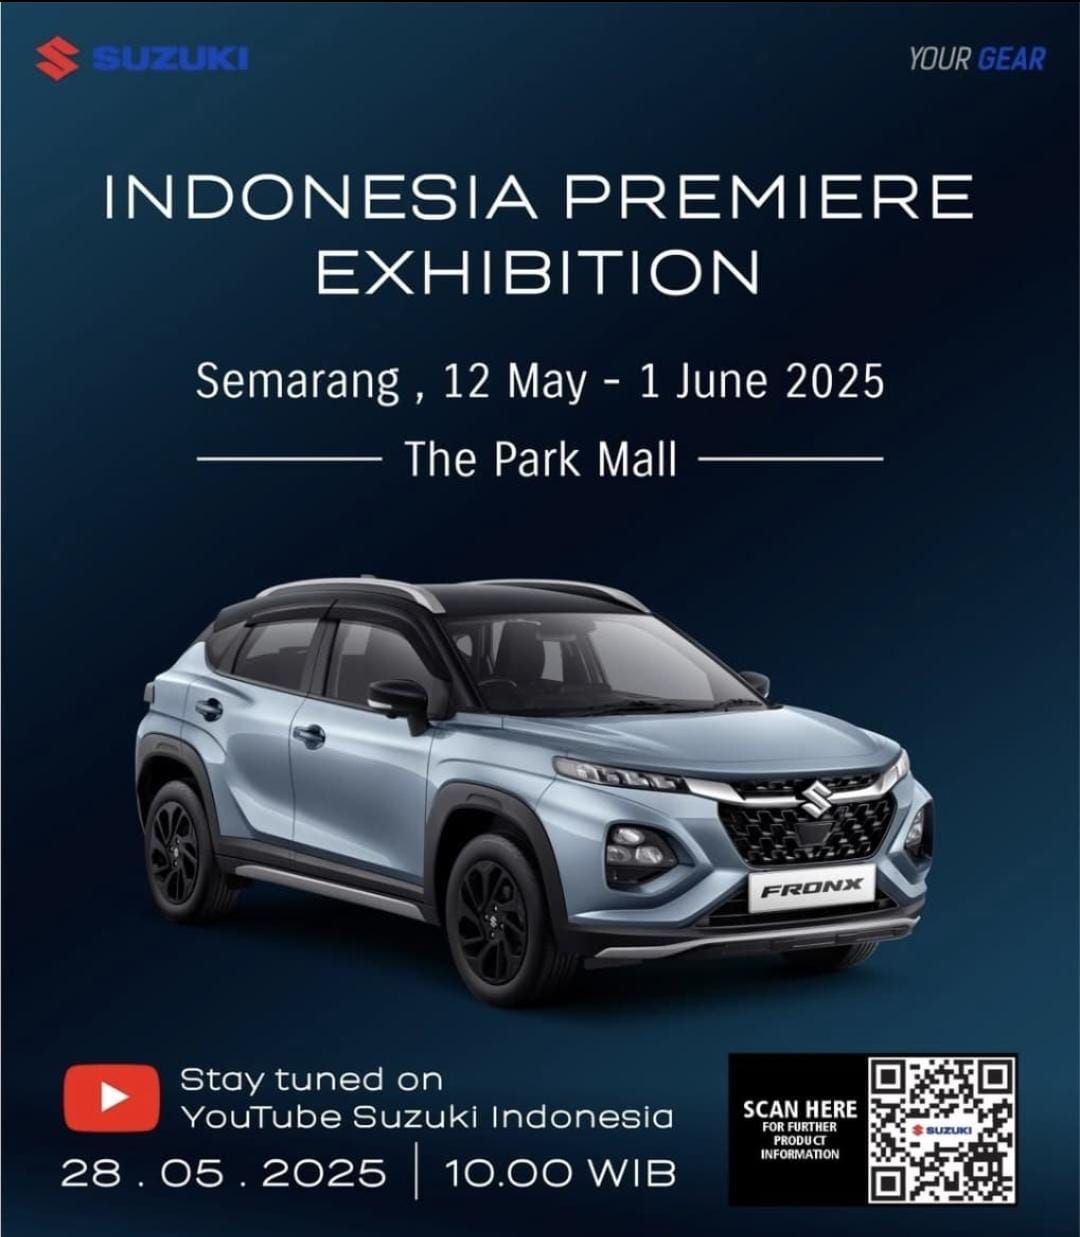 SUZUKI
YOUR GEAR
INDONESIA PREMIERE
EXHIBITION
Semarang , 12 May - 1 June 2025
The Park Mall
FRONX
Stay tuned on
YouTube Suzuki Indonesia
28 . 05 . 2025 | 10.00 WIB
SCAN HERE
FOR FURTHER
PRODUCT
INFORMATION
SUZUKI